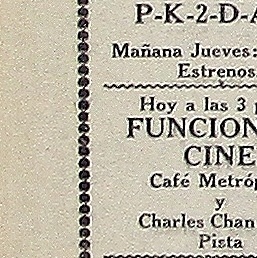 P-K-2-D-A
Mañana Jueves:
Estrenos
Hoy a las 3 p
FUNCION
CINE
Café Metróp
y
Charles Chan
Pista